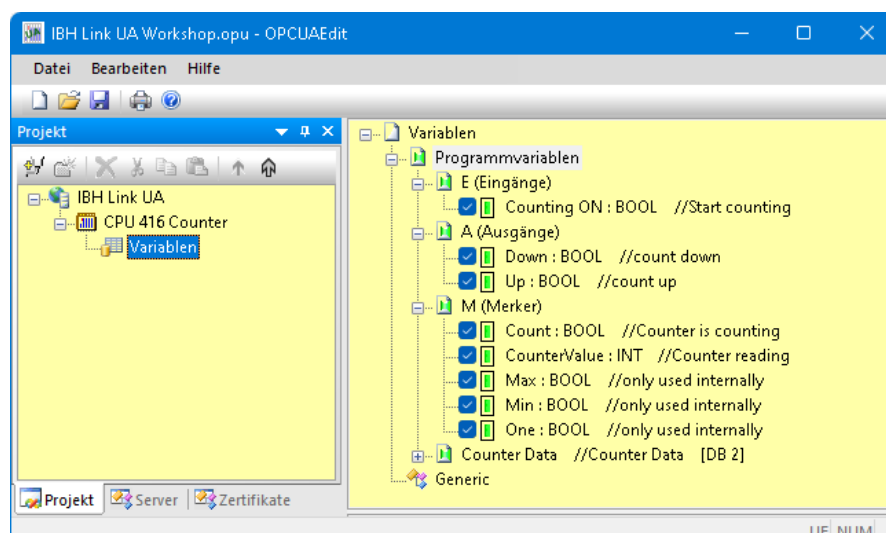 IBH Link UA Workshop.opu - OPCUAEdit
Datei Bearbeiten Hilfe
Projekt
IBH Link UA
CPU 416 Counter
Variablen
Projekt Server Zertifikate
Variablen
Programmvariablen
E (Eingänge)
Counting ON : BOOL //Start counting
A (Ausgänge)
Down : BOOL //count down
Up : BOOL //count up
M (Merker)
Count : BOOL //Counter is counting
CounterValue : INT //Counter reading
Max : BOOL //only used internally
Min : BOOL //only used internally
One : BOOL //only used internally
Counter Data //Counter Data [DB 2]
Generic
UF NUM